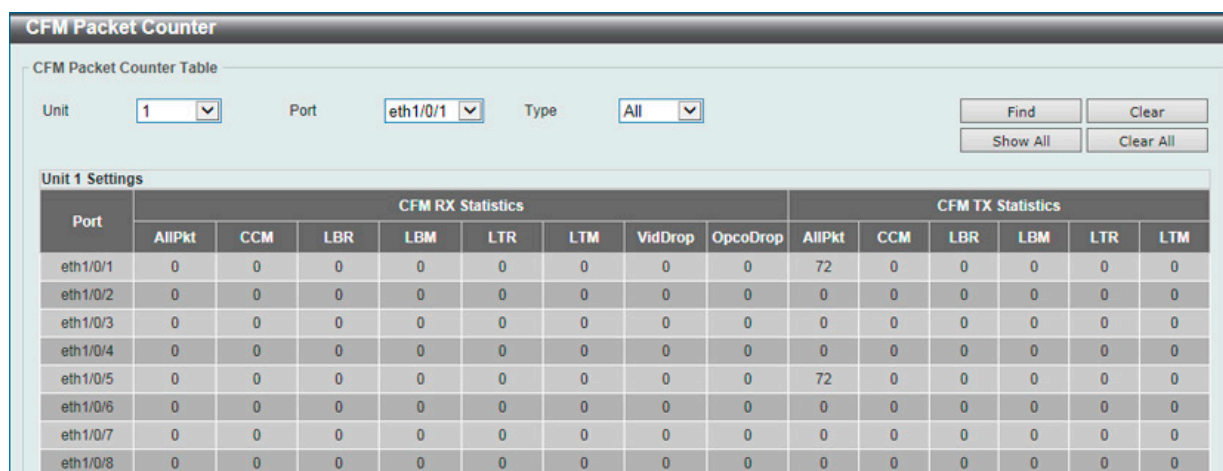 CFM Packet Counter
CFM Packet Counter Table
Unit 1 Port eth1/0/1 Type All Find Clear
Show All Clear All
Unit 1 Settings
Port CFM RX Statistics CFM TX Statistics
AllPkt CCM LBR LBM LTR LTM VidDrop OpcoDrop AllPkt CCM LBR LBM LTR LTM
eth1/0/1 0 0 0 0 0 0 0 0 72 0 0 0 0 0
eth1/0/2 0 0 0 0 0 0 0 0 0 0 0 0 0 0
eth1/0/3 0 0 0 0 0 0 0 0 0 0 0 0 0 0
eth1/0/4 0 0 0 0 0 0 0 0 0 0 0 0 0 0
eth1/0/5 0 0 0 0 0 0 0 0 72 0 0 0 0 0
eth1/0/6 0 0 0 0 0 0 0 0 0 0 0 0 0 0
eth1/0/7 0 0 0 0 0 0 0 0 0 0 0 0 0 0
eth1/0/8 0 0 0 0 0 0 0 0 0 0 0 0 0 0